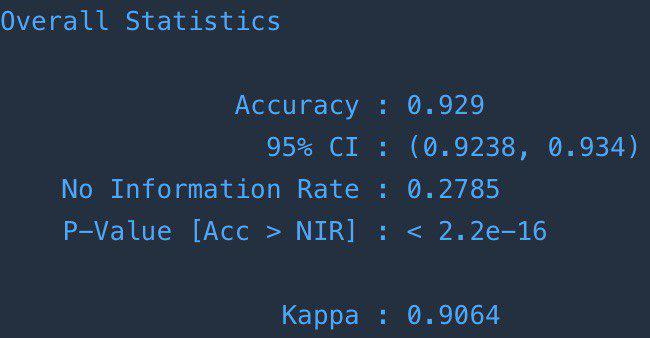 Overall Statistics
Accuracy : 0.929
95% CI : (0.9238, 0.934)
No Information Rate : 0.2785
P-Value [Acc > NIR] : < 2.2e-16
Kappa : 0.9064